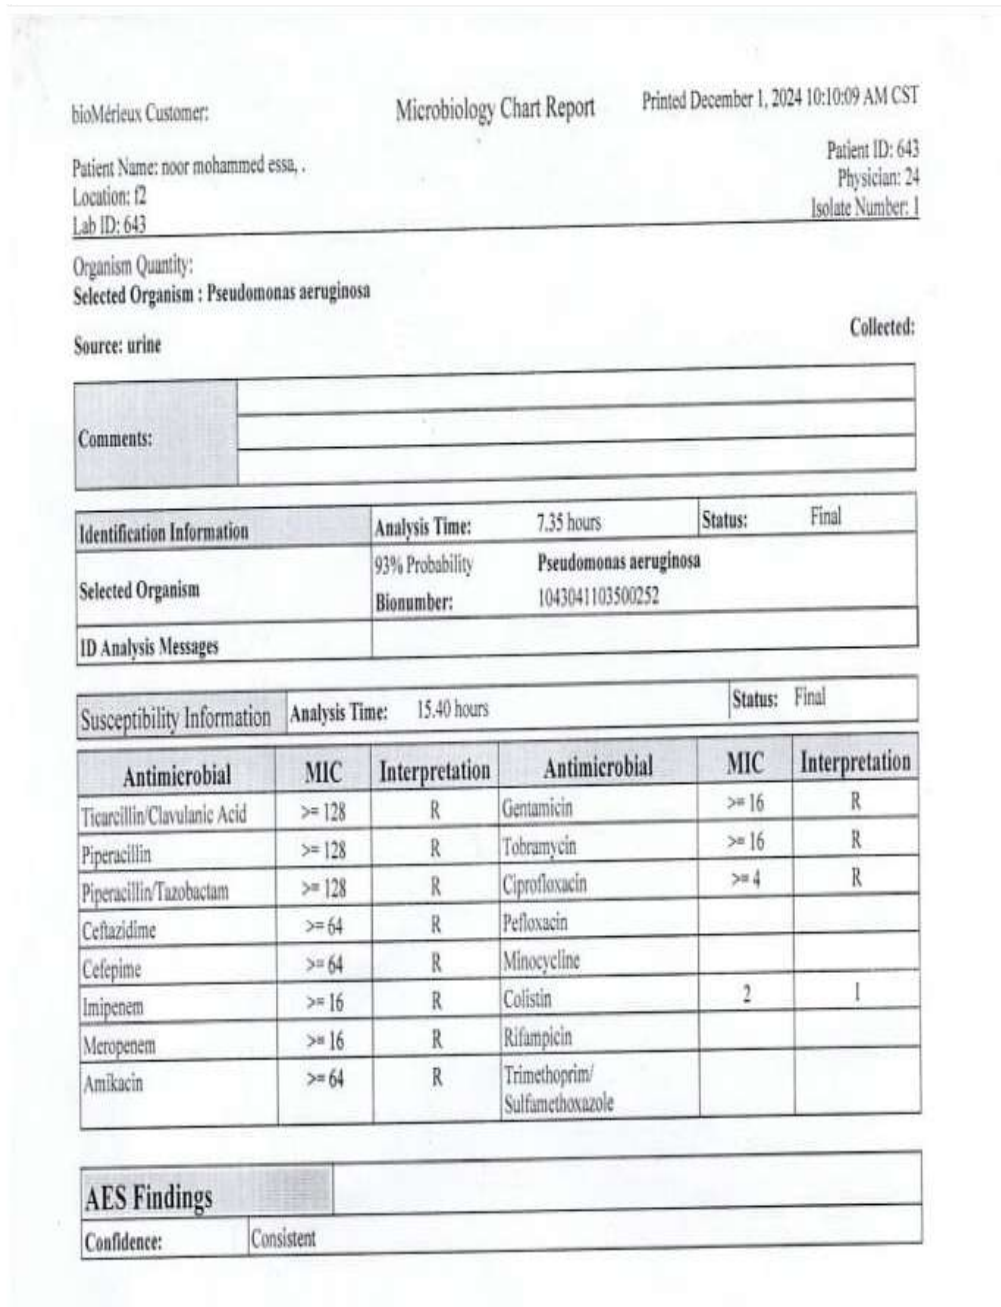 bioMérieux Customer: Microbiology Chart Report Printed December 1, 2024 10:10:09 AM CST
Patient Name: noor mohammed essa, . Patient ID: 643
Location: f2 Physician: 24
Lab ID: 643 Isolate Number: 1
Organism Quantity:
Selected Organism : Pseudomonas aeruginosa
Source: urine Collected:
Comments:
Identification Information Analysis Time: 7.35 hours Status: Final
Selected Organism 93% Probability Pseudomonas aeruginosa
Bionumber: 1043041103500252
ID Analysis Messages
Susceptibility Information Analysis Time: 15.40 hours Status: Final
Antimicrobial MIC Interpretation Antimicrobial MIC Interpretation
Ticarcillin/Clavulanic Acid >= 128 R Gentamicin >= 16 R
Piperacillin >= 128 R Tobramycin >= 16 R
Piperacillin/Tazobactam >= 128 R Ciprofloxacin >= 4 R
Ceftazidime >= 64 R Pefloxacin
Cefepime >= 64 R Minocycline
Imipenem >= 16 R Colistin 2 I
Meropenem >= 16 R Rifampicin
Amikacin >= 64 R Trimethoprim/
Sulfamethoxazole
AES Findings
Confidence: Consistent